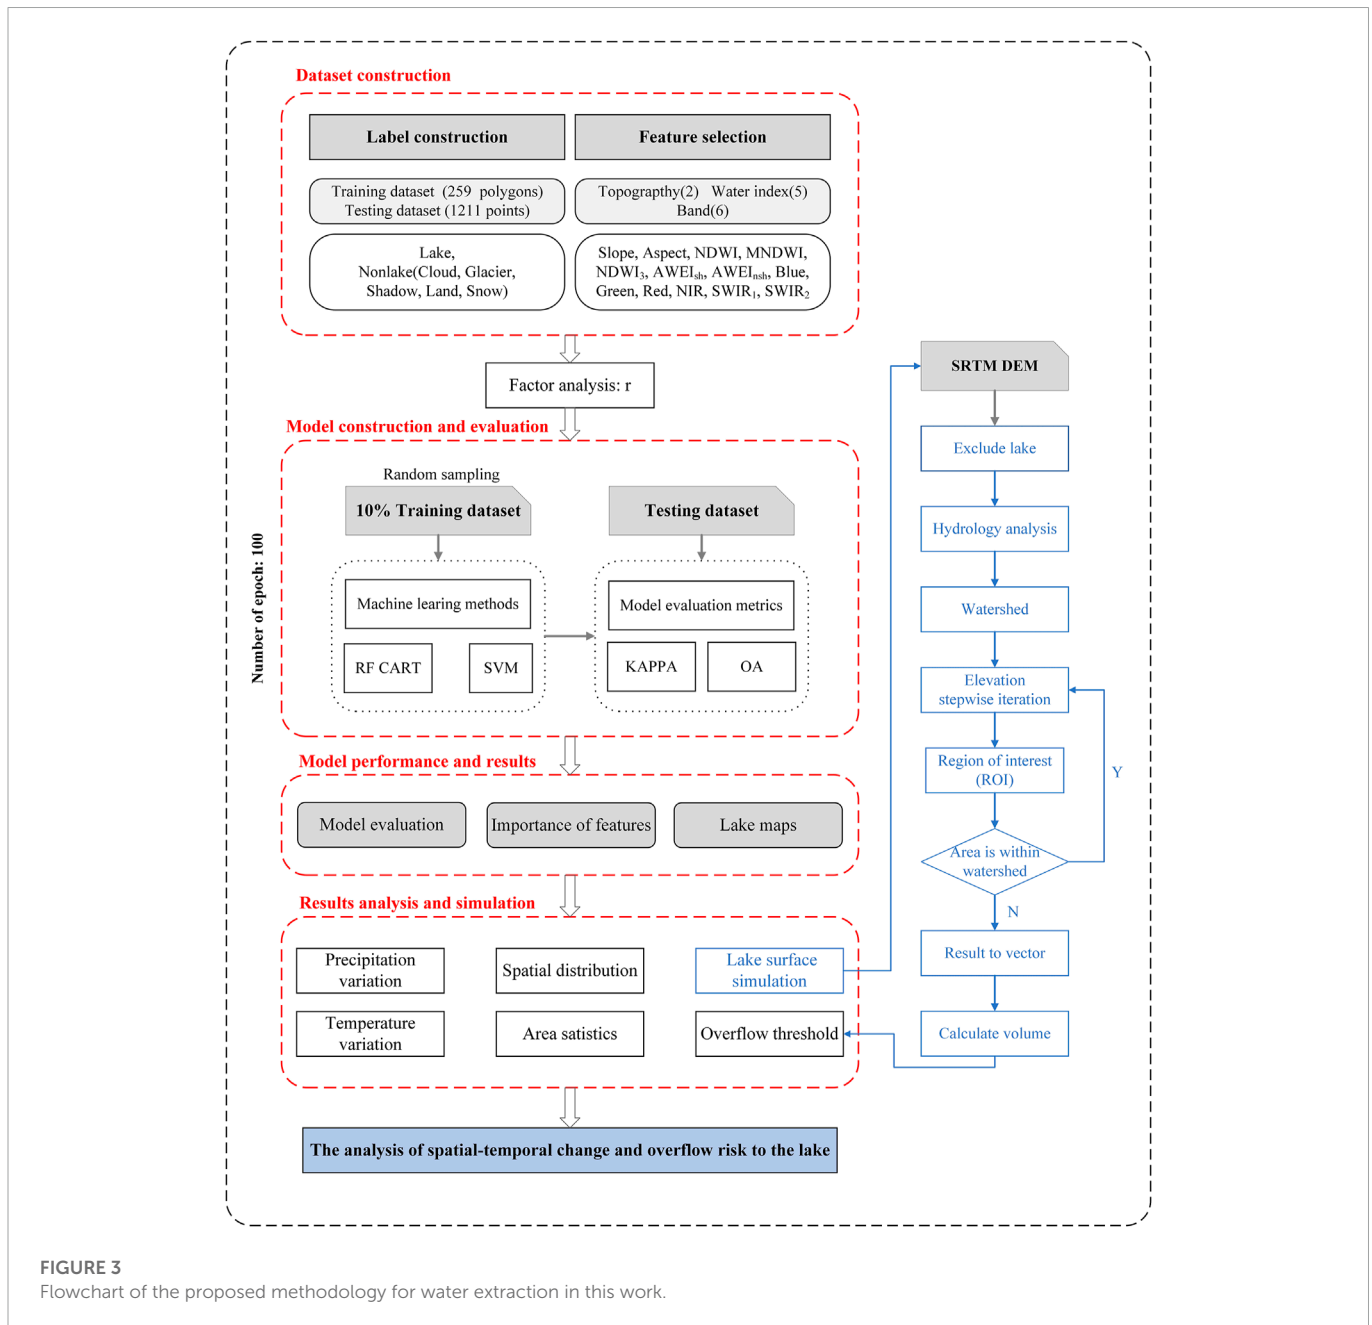 Dataset construction
Label construction
Feature selection
Training dataset (259 polygons)
Testing dataset (1211 points)
Topograpthy(2) Water index(5)
Band(6)
Lake,
Nonlake(Cloud, Glacier,
Shadow, Land, Snow)
Slope, Aspect, NDWI, MNDWI,
NDWI3, AWEIsh, AWEInsh, Blue,
Green, Red, NIR, SWIR1, SWIR2
Factor analysis: r
Model construction and evaluation
Number of epoch: 100
Random sampling
10% Training dataset
Testing dataset
Machine learing methods
RF CART
SVM
Model evaluation metrics
KAPPA
OA
Model performance and results
Model evaluation
Importance of features
Lake maps
Results analysis and simulation
Precipitation
variation
Spatial distribution
Lake surface
simulation
Temperature
variation
Area satistics
Overflow threshold
The analysis of spatial-temporal change and overflow risk to the lake
SRTM DEM
Exclude lake
Hydrology analysis
Watershed
Elevation
stepwise iteration
Region of interest
(ROI)
Y
Area is within
watershed
N
Result to vector
Calculate volume
FIGURE 3
Flowchart of the proposed methodology for water extraction in this work.